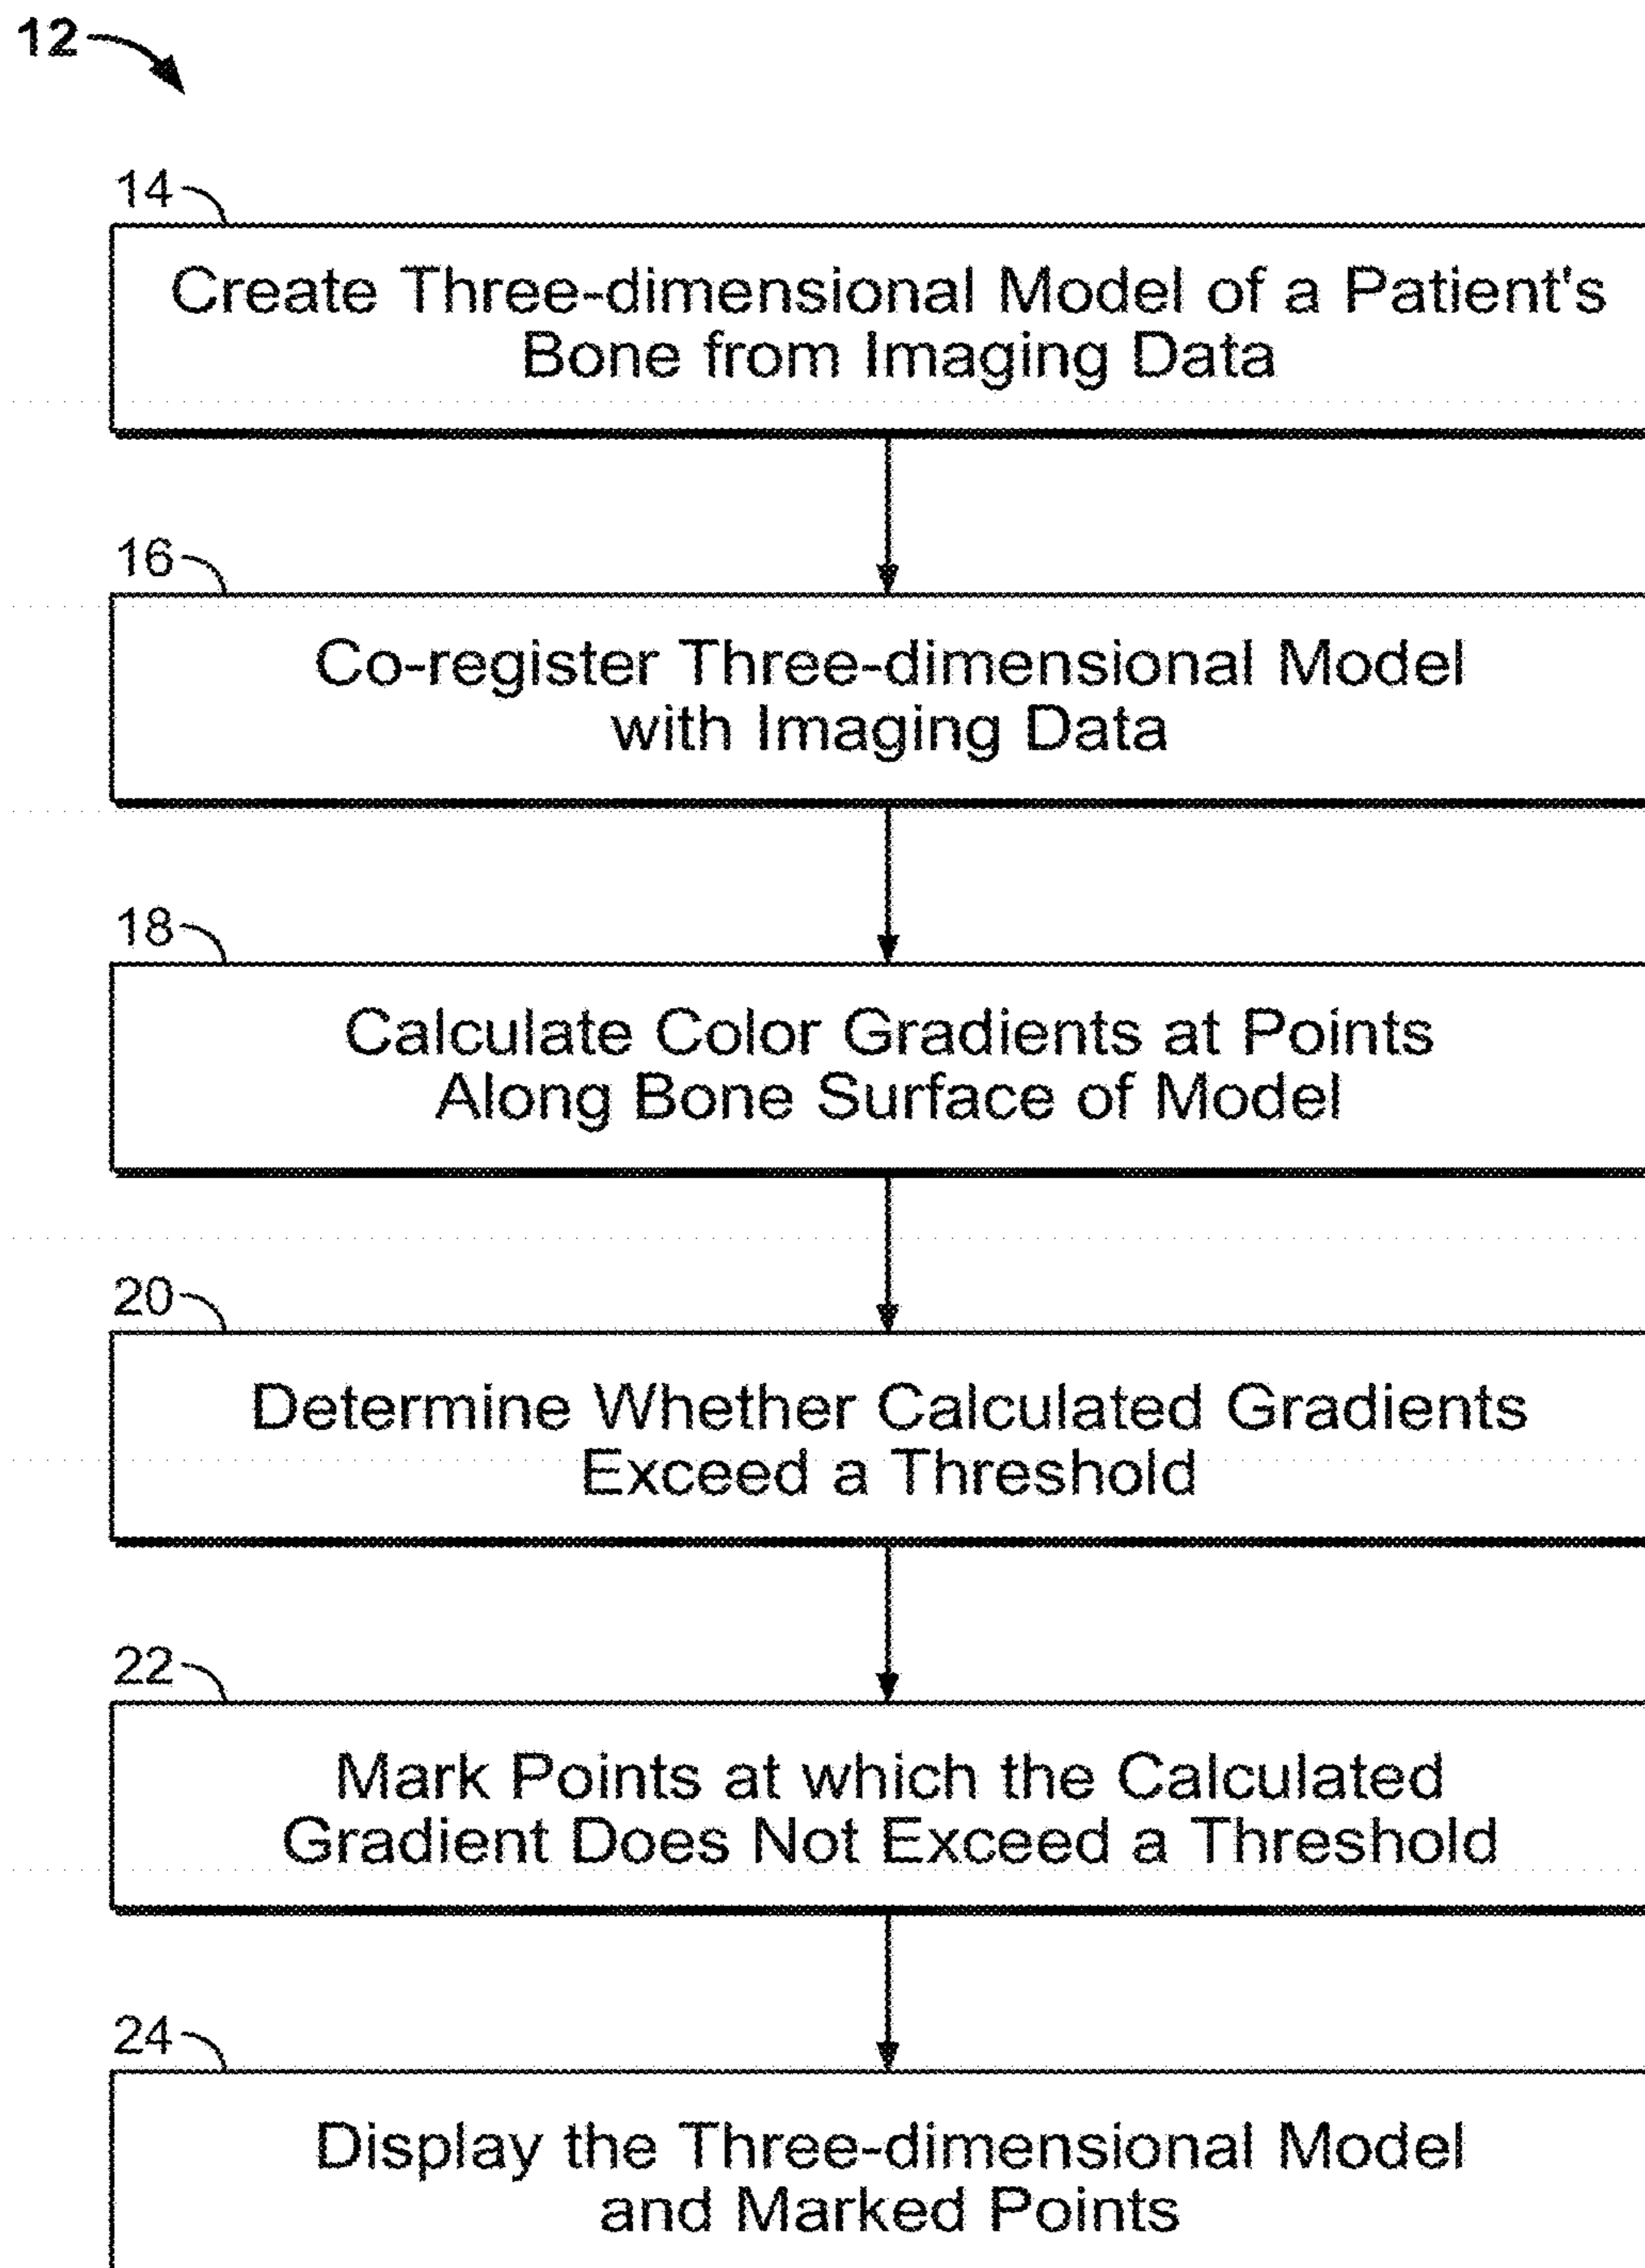 12
14
Create Three-dimensional Model of a Patient's
Bone from Imaging Data
16
Co-register Three-dimensional Model
with Imaging Data
18
Calculate Color Gradients at Points
Along Bone Surface of Model
20
Determine Whether Calculated Gradients
Exceed a Threshold
22
Mark Points at which the Calculated
Gradient Does Not Exceed a Threshold
24
Display the Three-dimensional Model
and Marked Points